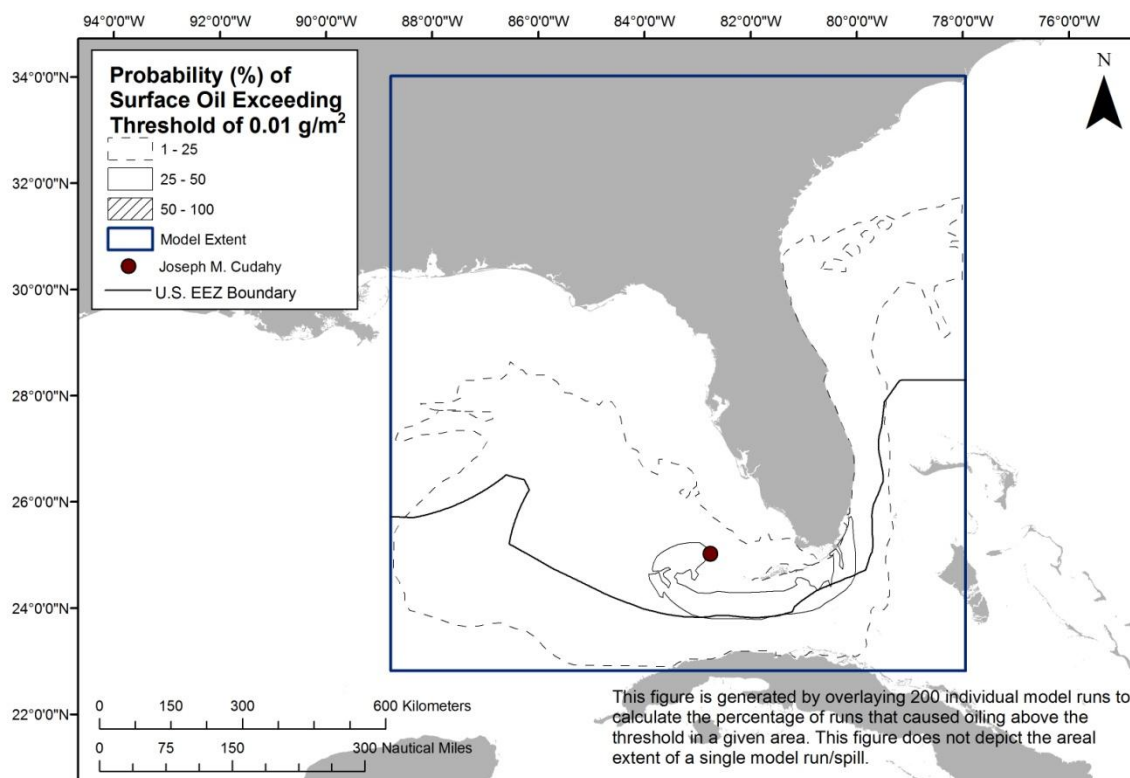 94°0'0"W 92°0'0"W 90°0'0"W 88°0'0"W 86°0'0"W 84°0'0"W 82°0'0"W 80°0'0"W 78°0'0"W 76°0'0"W
Probability (%) of
Surface Oil Exceeding
Threshold of 0.01 g/m²
1 - 25
25 - 50
50 - 100
Model Extent
Joseph M. Cudahy
U.S. EEZ Boundary
N
34°0'0"N
32°0'0"N
30°0'0"N
28°0'0"N
26°0'0"N
24°0'0"N
22°0'0"N
0 150 300 600 Kilometers
0 75 150 300 Nautical Miles
This figure is generated by overlaying 200 individual model runs to
calculate the percentage of runs that caused oiling above the
threshold in a given area. This figure does not depict the areal
extent of a single model run/spill.